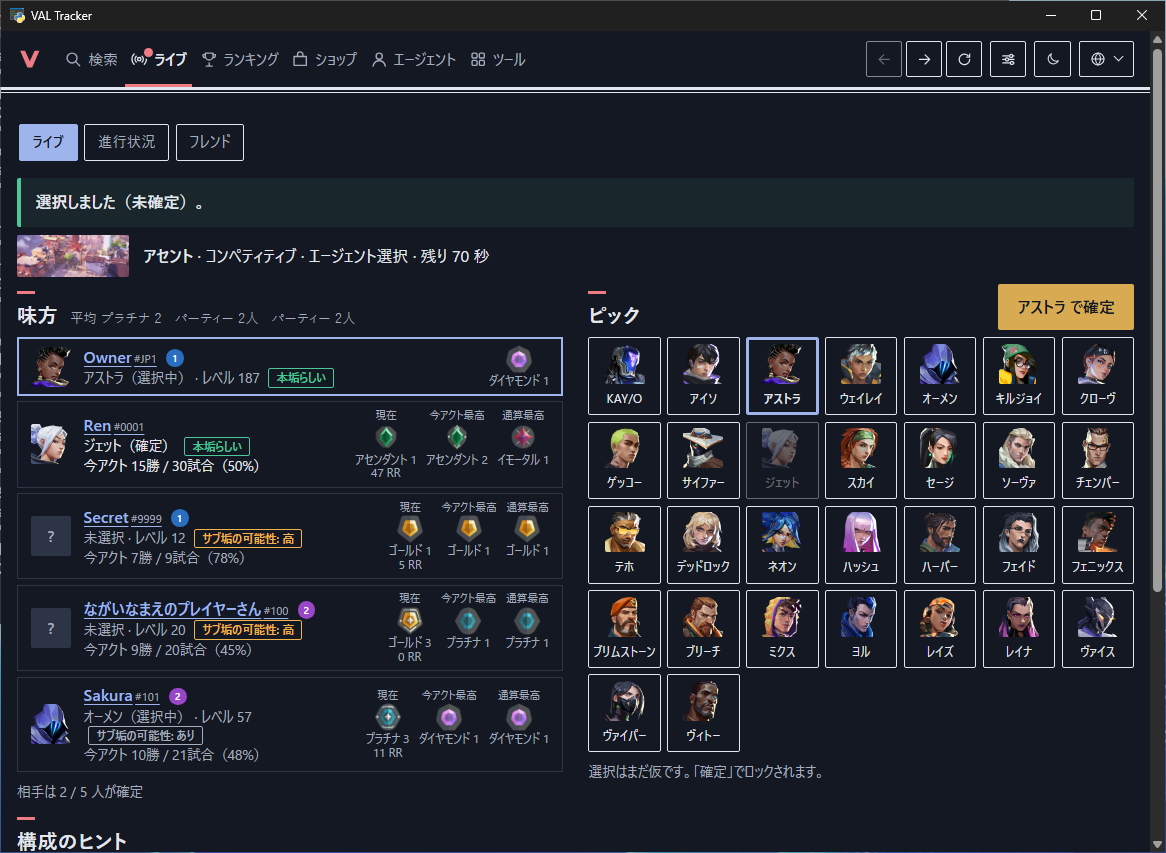 VAL Tracker
検索 ライブ ランキング ショップ エージェント ツール
ライブ 進行状況 フレンド
選択しました（未確定）。
アセント · コンペティティブ · エージェント選択 · 残り 70 秒
味方 平均 プラチナ 2 パーティー 2人 パーティー 2人
Owner #JP1 1
アストラ（選択中） · レベル 187 本垢らしい
ダイヤモンド 1
Ren #0001
ジェット（確定） 本垢らしい
今アクト 15勝 / 30試合（50%）
現在 今アクト最高 通算最高
アセンダント 1 アセンダント 2 イモータル 1
47 RR
?
Secret #9999 1
未選択 · レベル 12 サブ垢の可能性: 高
今アクト 7勝 / 9試合（78%）
現在 今アクト最高 通算最高
ゴールド 1 ゴールド 1 ゴールド 1
5 RR
?
ながいなまえのプレイヤーさん #100 2
未選択 · レベル 20 サブ垢の可能性: 高
今アクト 9勝 / 20試合（45%）
現在 今アクト最高 通算最高
ゴールド 3 プラチナ 1 プラチナ 1
0 RR
Sakura #101 2
オーメン（選択中） · レベル 57
サブ垢の可能性: あり
今アクト 10勝 / 21試合（48%）
現在 今アクト最高 通算最高
プラチナ 3 ダイヤモンド 1 ダイヤモンド 1
11 RR
相手は 2 / 5 人が確定
構成のヒント
ピック
アストラ で確定
KAY/O アイソ アストラ ウェイレイ オーメン キルジョイ クローヴ
ゲッコー サイファー ジェット スカイ セージ ソーヴァ チェンバー
テホ デッドロック ネオン ハッシュ ハーバー フェイド フェニックス
ブリムストーン ブリーチ ミクス ヨル レイズ レイナ ヴァイス
ヴァイパー ヴィトー
選択はまだ仮です。「確定」でロックされます。